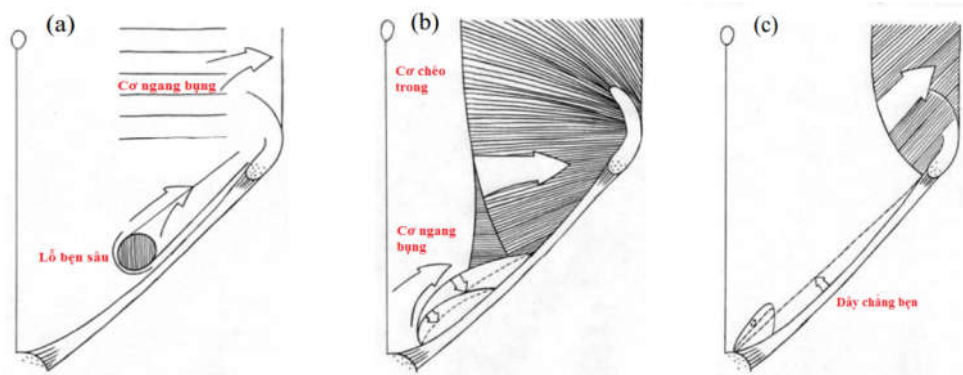 (a)
Cơ ngang bụng
Lỗ bẹn sâu
(b)
Cơ chéo
trong
Cơ ngang
bụng
(c)
Dây chằng bẹn